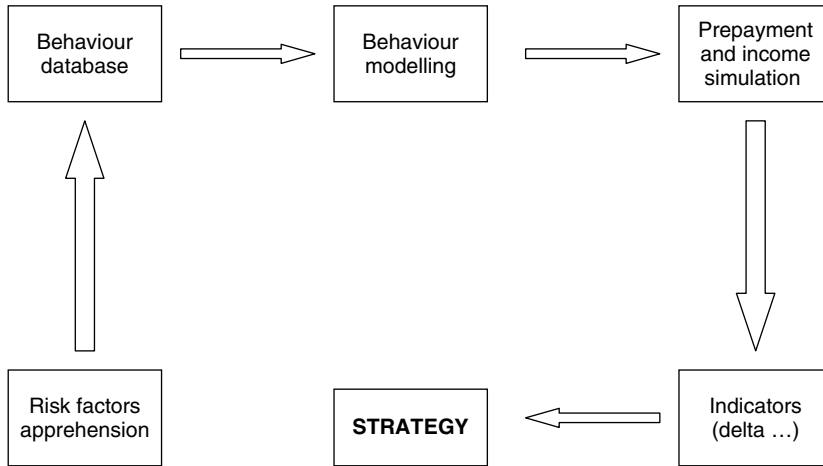 Behaviour
database
Behaviour
modelling
Prepayment
and income
simulation
Risk factors
apprehension
STRATEGY
Indicators
(delta ...)